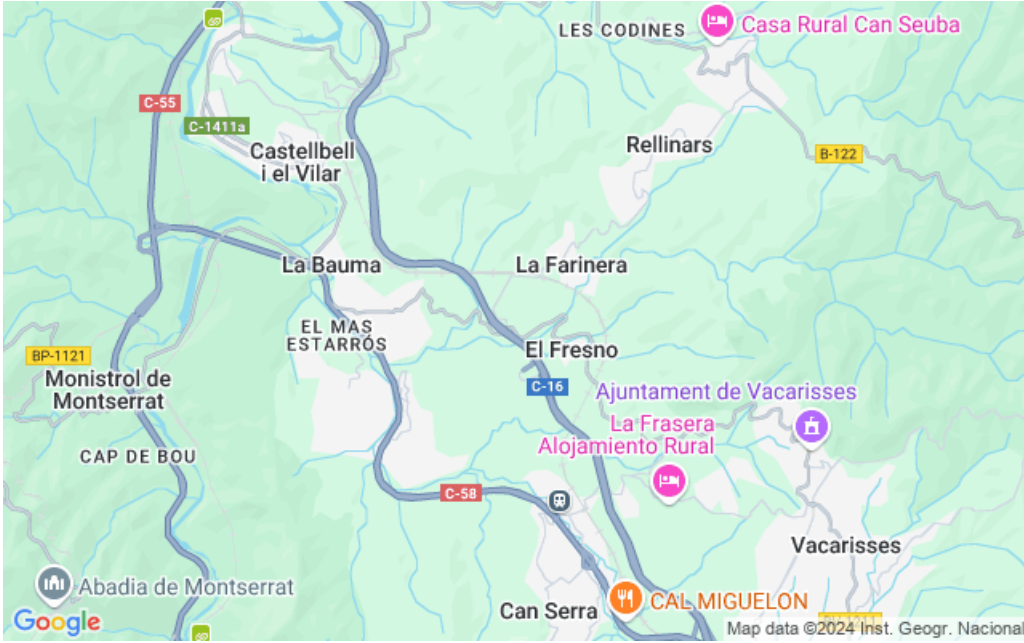 LES CODINES
Casa Rural Can Seuba
C-55
C-1411a
Castellbell
i el Vilar
Rellinars
B-122
La Bauma
La Farinera
EL MAS
ESTARRÓS
BP-1121
El Fresno
Monistrol de
Montserrat
C-16
Ajuntament de Vacarisses
La Frasera
Alojamiento Rural
CAP DE BOU
C-58
Vacarisses
Abadia de Montserrat
Can Serra
CAL MIGUELON
Google
Map data ©2024 Inst. Geogr. Nacional